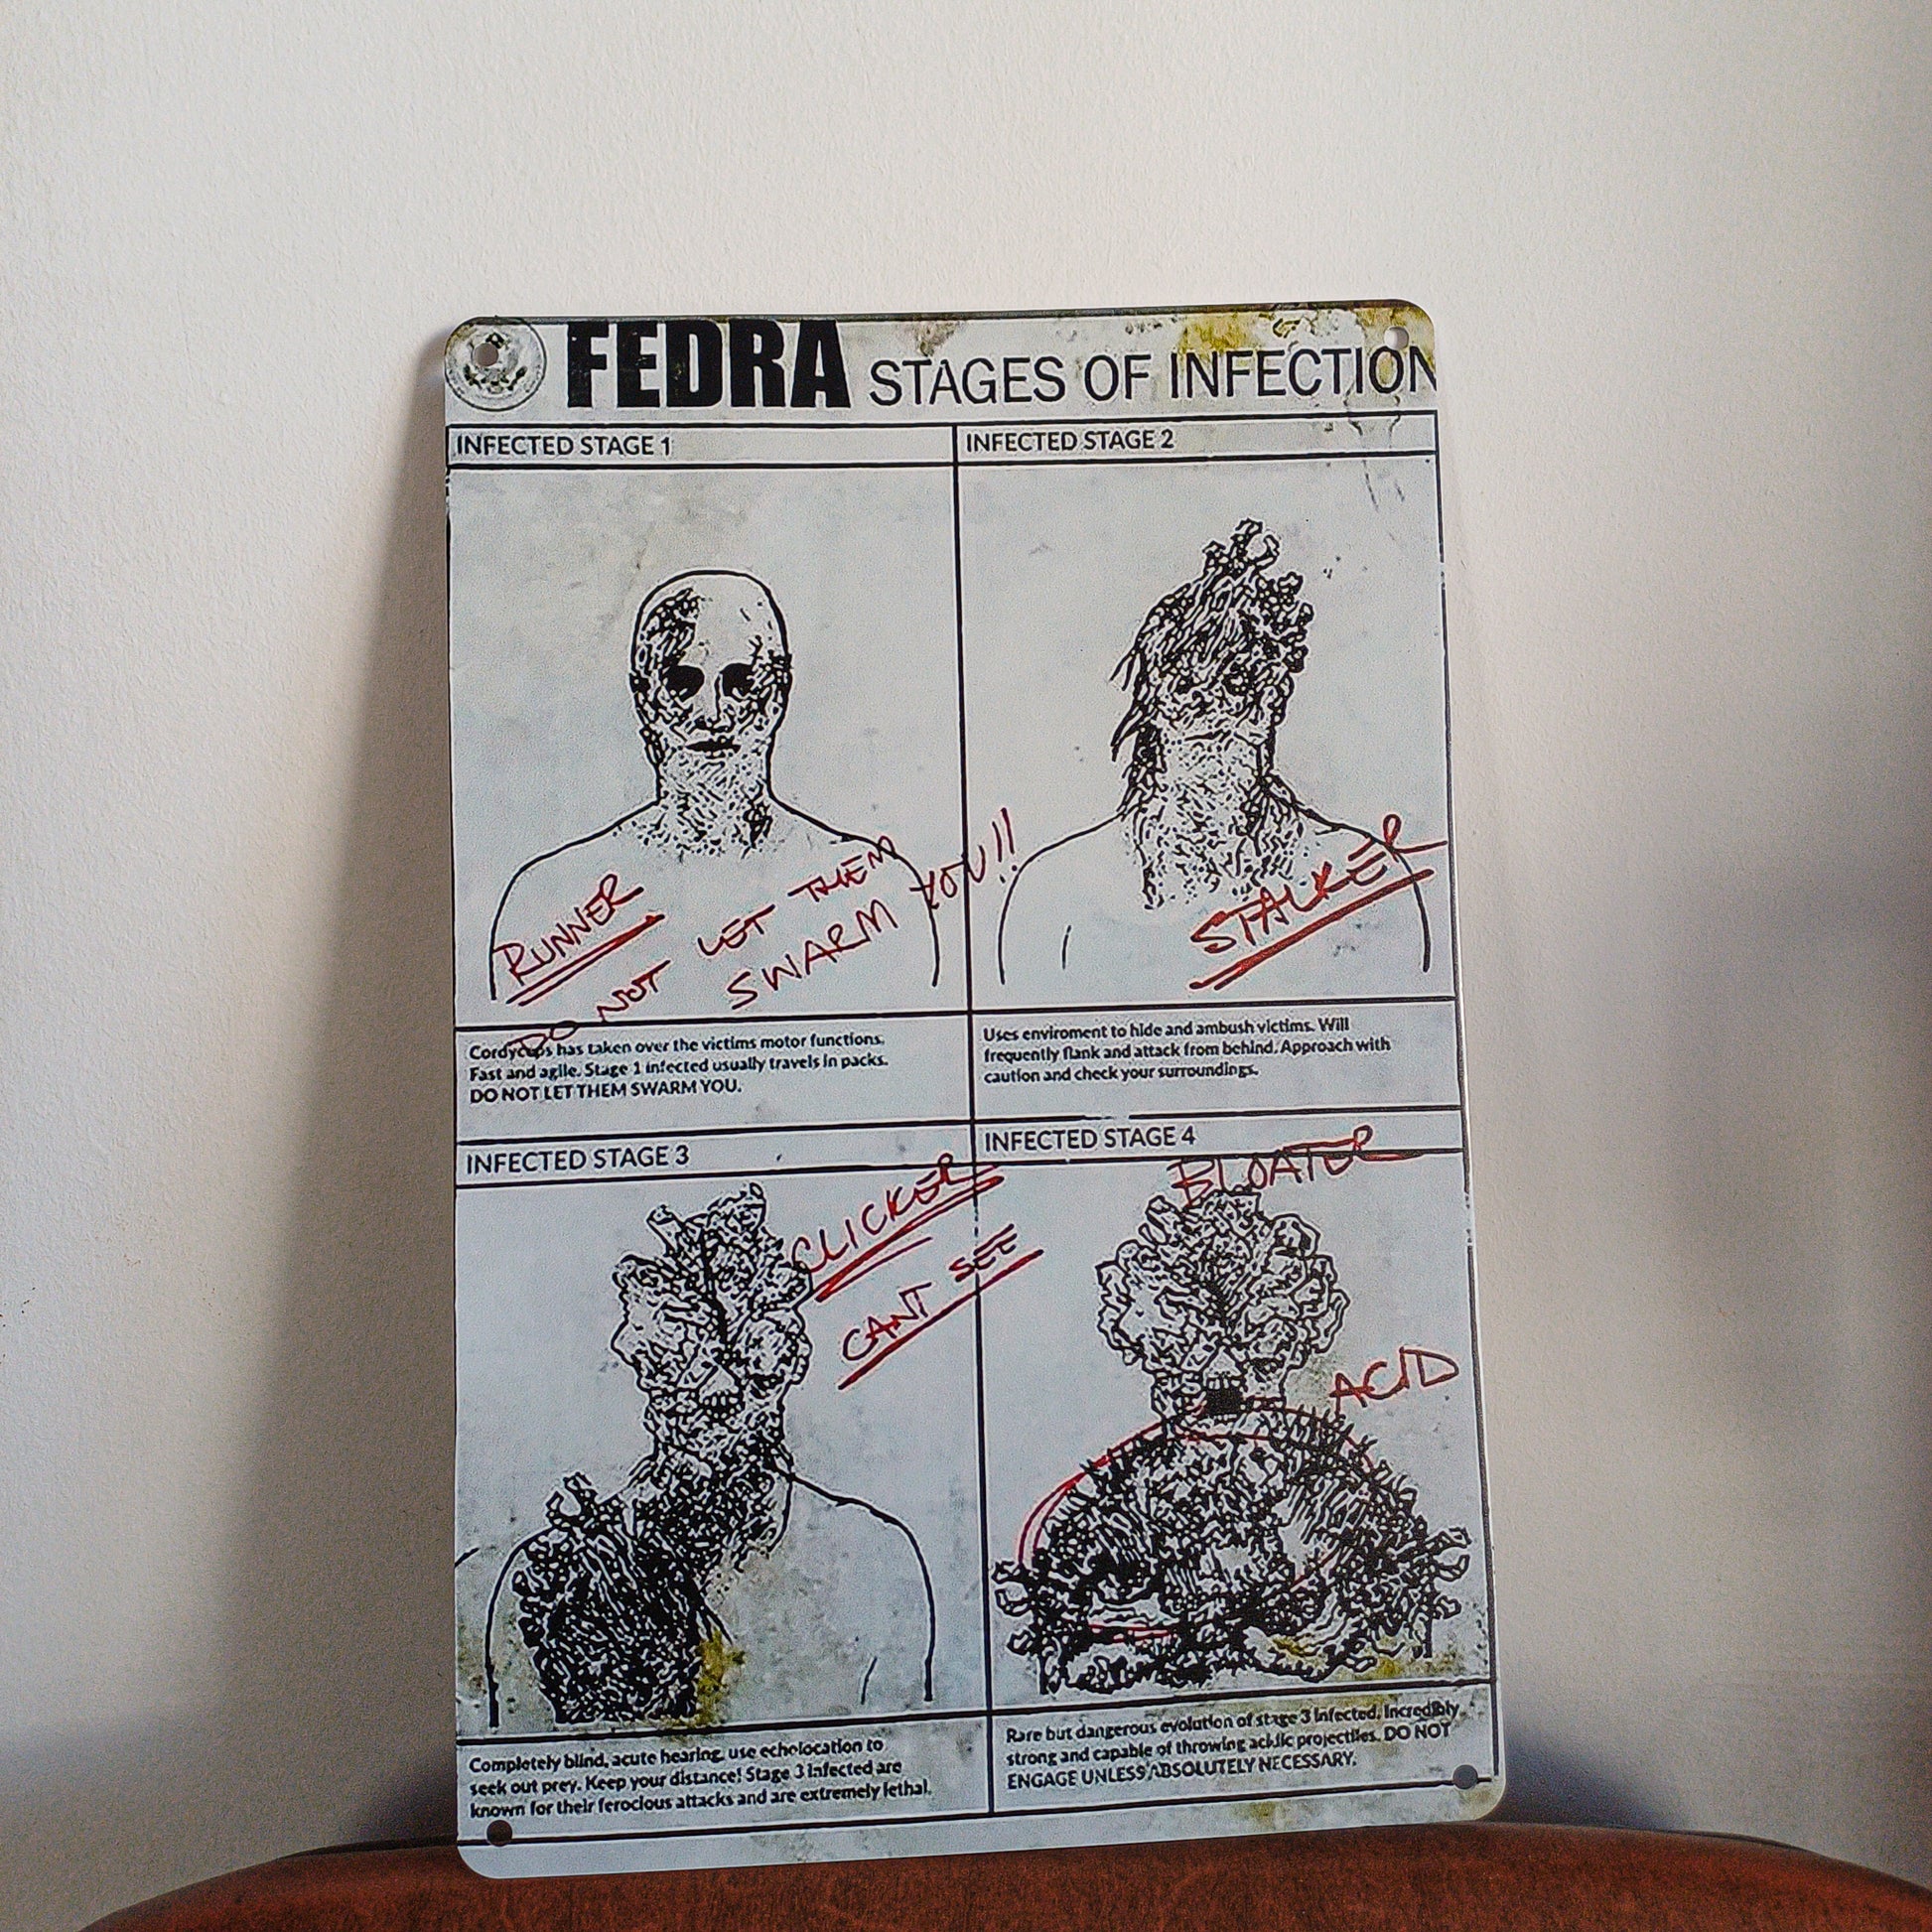 FEDRA STAGES OF INFECTION
INFECTED STAGE 1
RUNNER
DO NOT LET THEM
SWARM YOU!!
Cordyceps has taken over the victims motor functions.
Fast and agile. Stage 1 infected usually travels in packs.
DO NOT LET THEM SWARM YOU.
INFECTED STAGE 2
STALKER
Uses enviroment to hide and ambush victims. Will
frequently flank and attack from behind. Approach with
caution and check your surroundings.
INFECTED STAGE 3
CLICKER
CANT SEE
Completely blind, acute hearing, use echolocation to
seek out prey. Keep your distance! Stage 3 infected are
known for their ferocious attacks and are extremely lethal.
INFECTED STAGE 4
BLOATER
ACID
Rare but dangerous evolution of stage 3 infected. Incredibly
strong and capable of throwing acidic projectiles. DO NOT
ENGAGE UNLESS ABSOLUTELY NECESSARY.